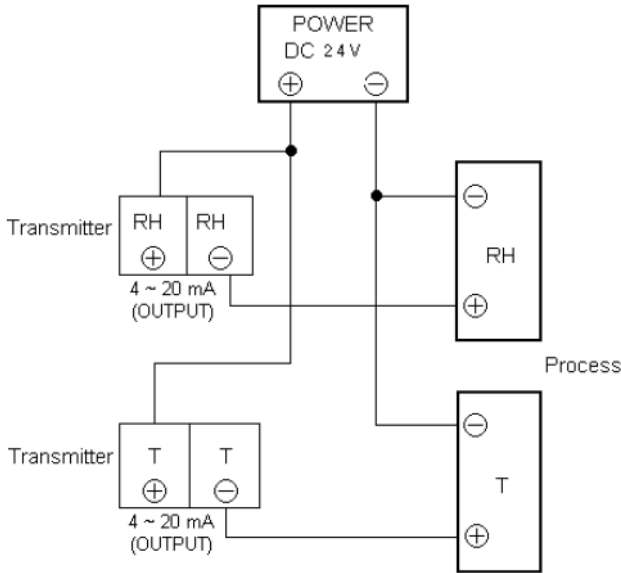 POWER
DC 24V
⊕ ⊖
Transmitter
RH RH
⊕ ⊖
4 ~ 20 mA
(OUTPUT)
⊖
RH
⊕
Process
Transmitter
T T
⊕ ⊖
4 ~ 20 mA
(OUTPUT)
⊖
T
⊕